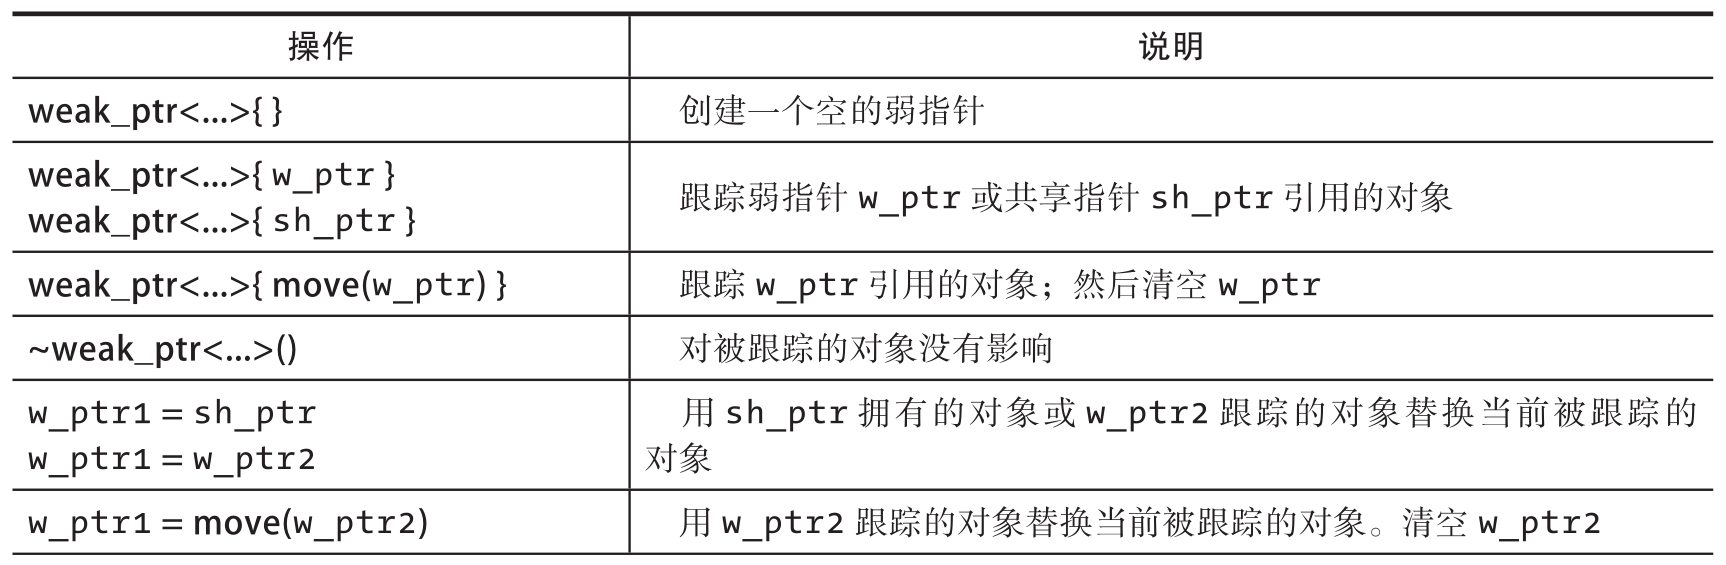 操作 说明
weak_ptr<...>{ } 创建一个空的弱指针
weak_ptr<...>{ w_ptr }
weak_ptr<...>{ sh_ptr }
跟踪弱指针 w_ptr 或共享指针 sh_ptr 引用的对象
weak_ptr<...>{ move(w_ptr) } 跟踪 w_ptr 引用的对象；然后清空 w_ptr
~weak_ptr<...>() 对被跟踪的对象没有影响
w_ptr1 = sh_ptr
w_ptr1 = w_ptr2
用 sh_ptr 拥有的对象或 w_ptr2 跟踪的对象替换当前被跟踪的
对象
w_ptr1 = move(w_ptr2) 用 w_ptr2 跟踪的对象替换当前被跟踪的对象。清空 w_ptr2